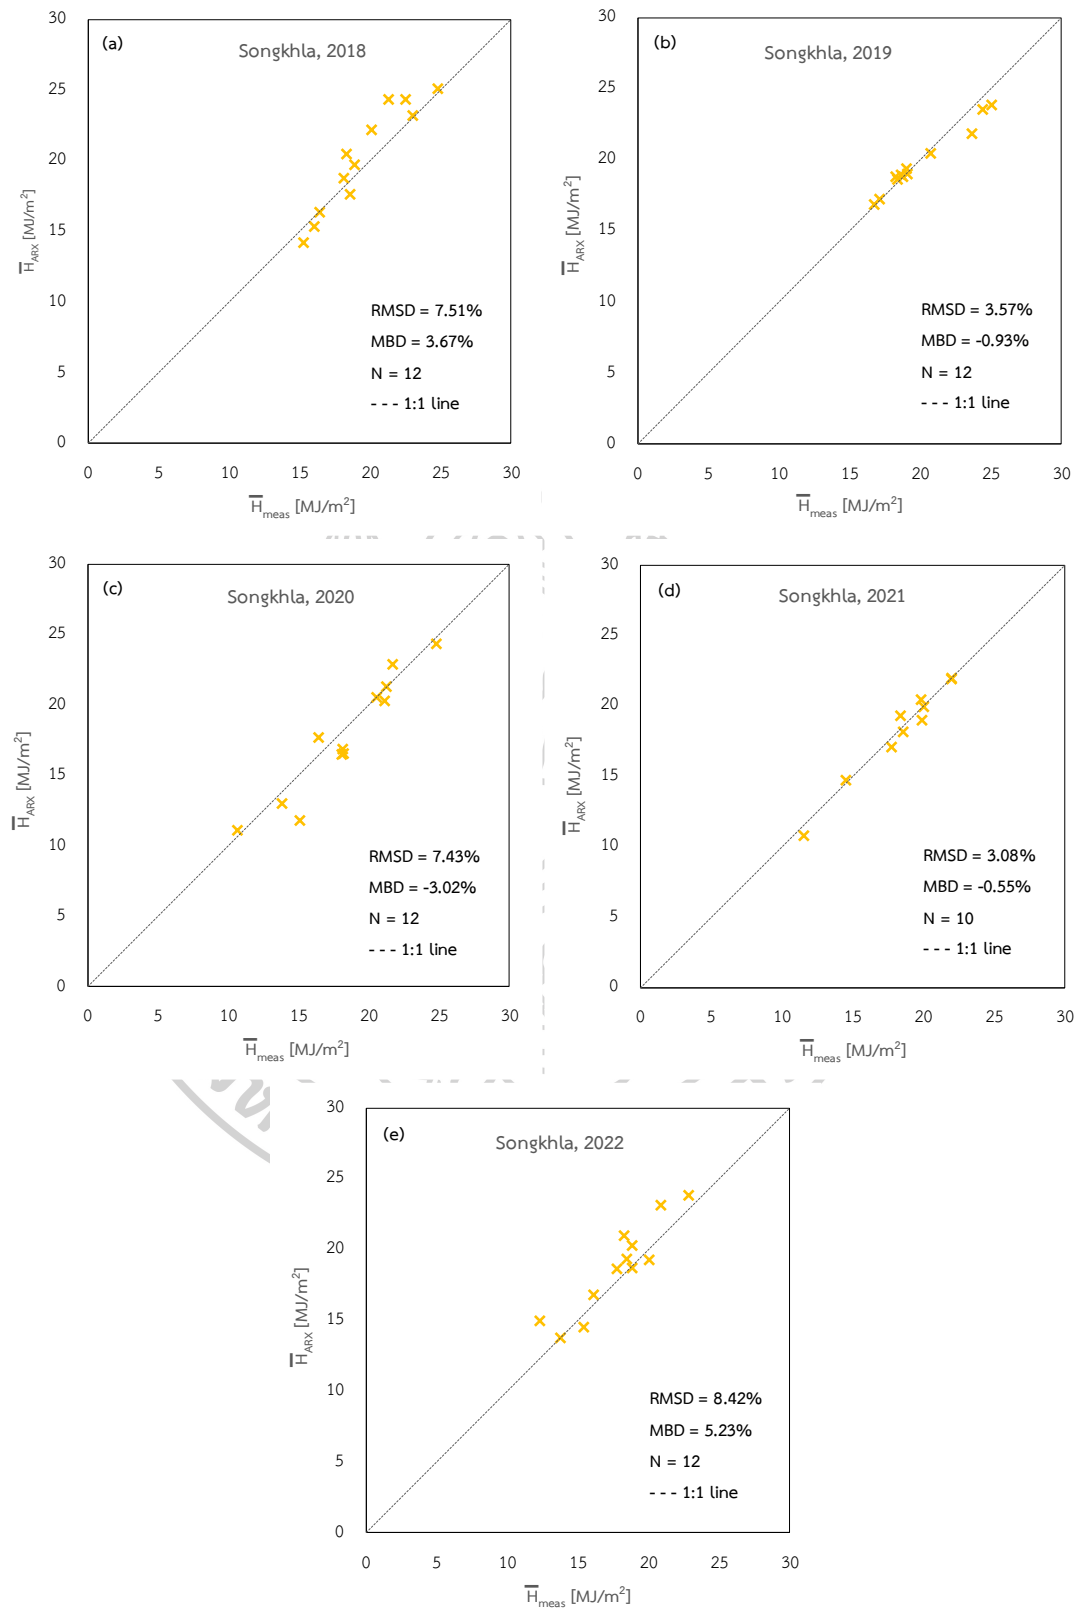 (a)
Songkhla, 2018
30
25
20
15
10
5
0
H̅ARX [MJ/m²]
RMSD = 7.51%
MBD = 3.67%
N = 12
--- 1:1 line
0 5 10 15 20 25 30
H̅meas [MJ/m²]
(b)
Songkhla, 2019
30
25
20
15
10
5
0
H̅ARX [MJ/m²]
RMSD = 3.57%
MBD = -0.93%
N = 12
--- 1:1 line
0 5 10 15 20 25 30
H̅meas [MJ/m²]
(c)
Songkhla, 2020
30
25
20
15
10
5
0
H̅ARX [MJ/m²]
RMSD = 7.43%
MBD = -3.02%
N = 12
--- 1:1 line
0 5 10 15 20 25 30
H̅meas [MJ/m²]
(d)
Songkhla, 2021
30
25
20
15
10
5
0
H̅ARX [MJ/m²]
RMSD = 3.08%
MBD = -0.55%
N = 10
--- 1:1 line
0 5 10 15 20 25 30
H̅meas [MJ/m²]
(e)
Songkhla, 2022
30
25
20
15
10
5
0
H̅ARX [MJ/m²]
RMSD = 8.42%
MBD = 5.23%
N = 12
--- 1:1 line
0 5 10 15 20 25 30
H̅meas [MJ/m²]